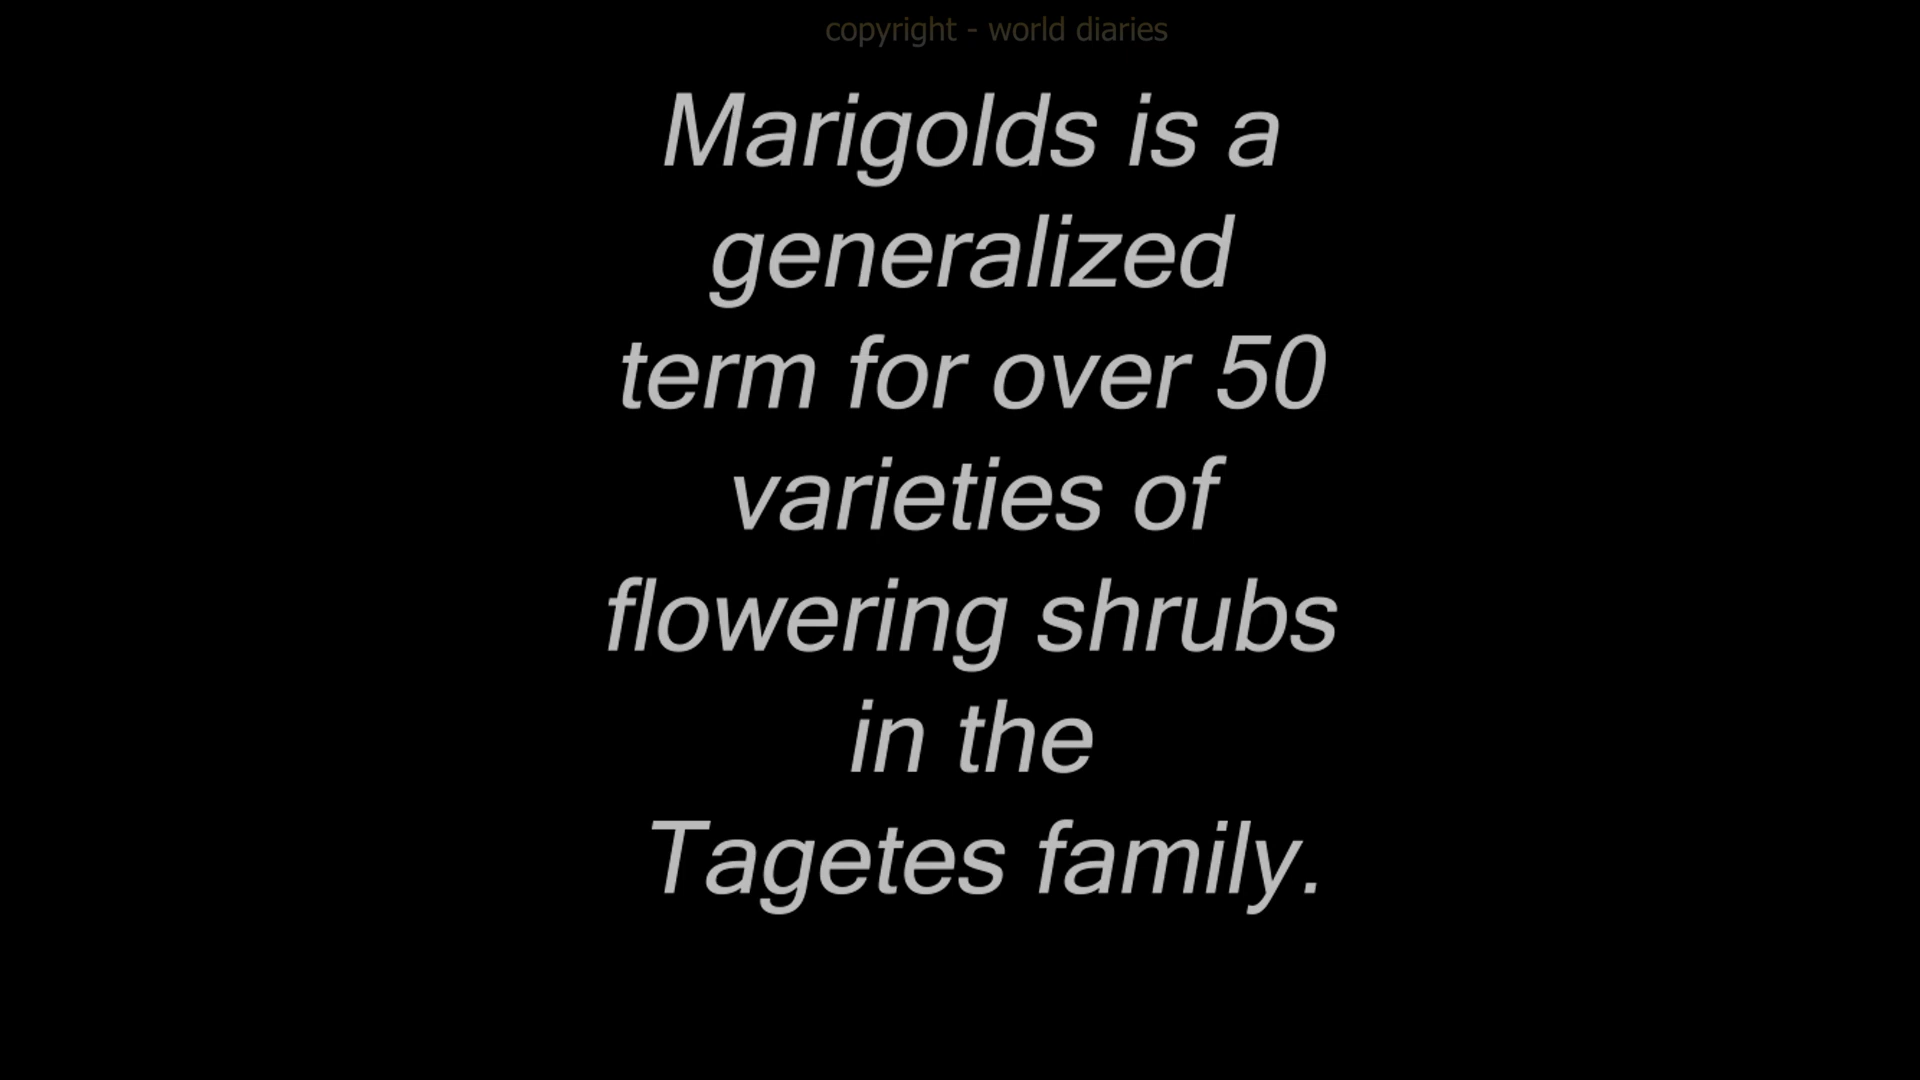 copyright - world diaries
Marigolds is a
generalized
term for over 50
varieties of
flowering shrubs
in the
Tagetes family.